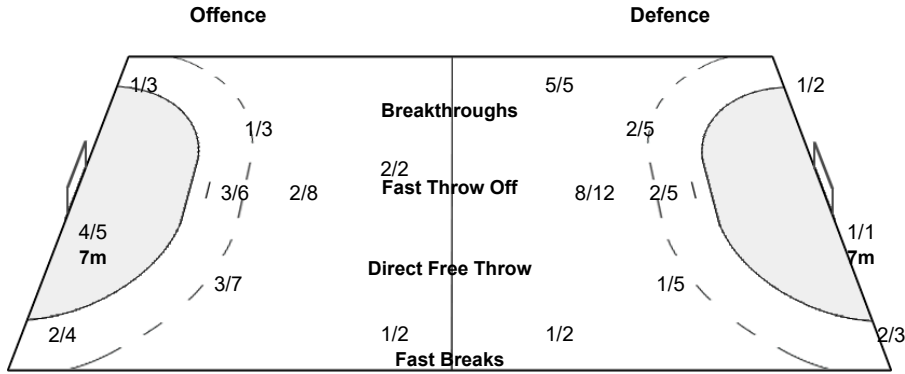 Offence Defence
1/3 5/5 1/2
Breakthroughs
1/3 2/5
2/2
Fast Throw Off
3/6 2/8 8/12 2/5
4/5 1/1
7m 7m
Direct Free Throw
3/7 1/5
2/4 1/2 1/2 2/3
Fast Breaks